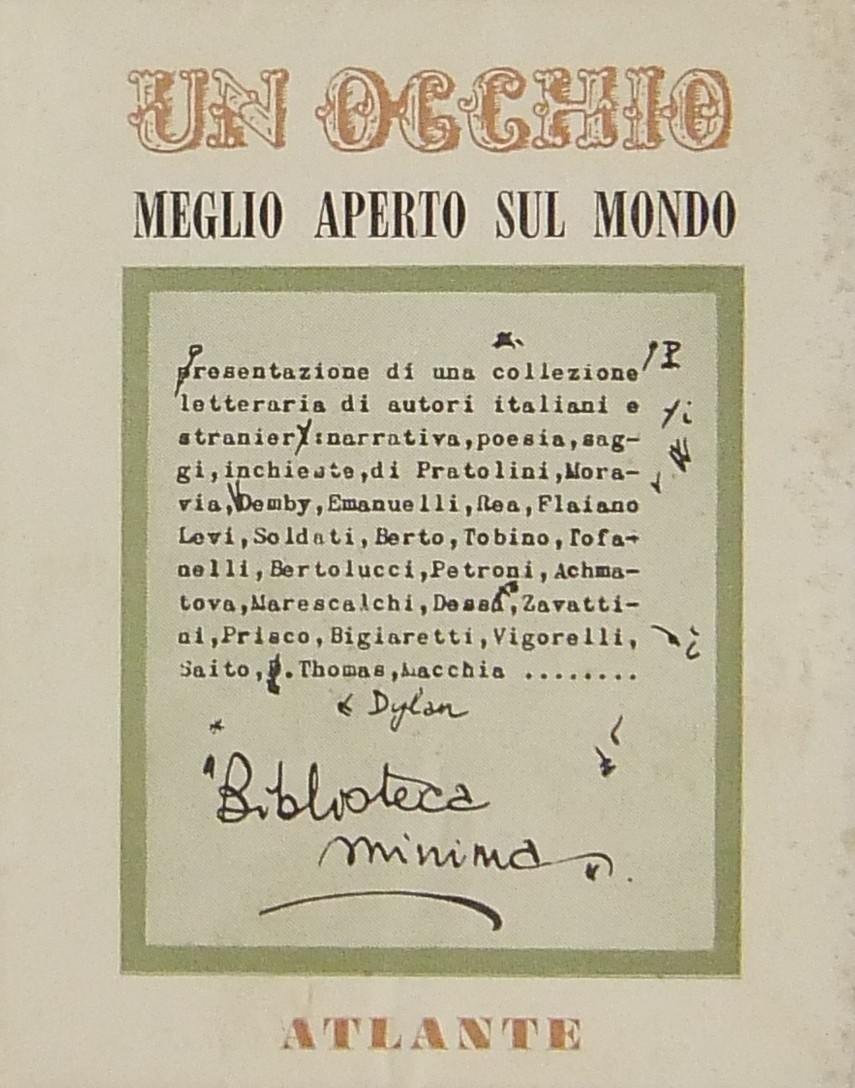 UN OCCHIO
MEGLIO APERTO SUL MONDO
presentazione di una collezione /P
letteraria di autori italiani e
stranieri:narrativa,poesia,sag- /i
gi,inchieste,di Pratolini,Mora-
via,Demby,Emanuelli,Rea,Flaiano
Levi,Soldati,Berto,Tobino,Tofa-
nelli,Bertolucci,Petroni,Achma-
tova,Marescalchi,Dessí,Zavatti-
ni,Prisco,Bigiaretti,Vigorelli,
Saito,D.Thomas,Macchia ........
Dylan
"Biblioteca
minima".
ATLANTE